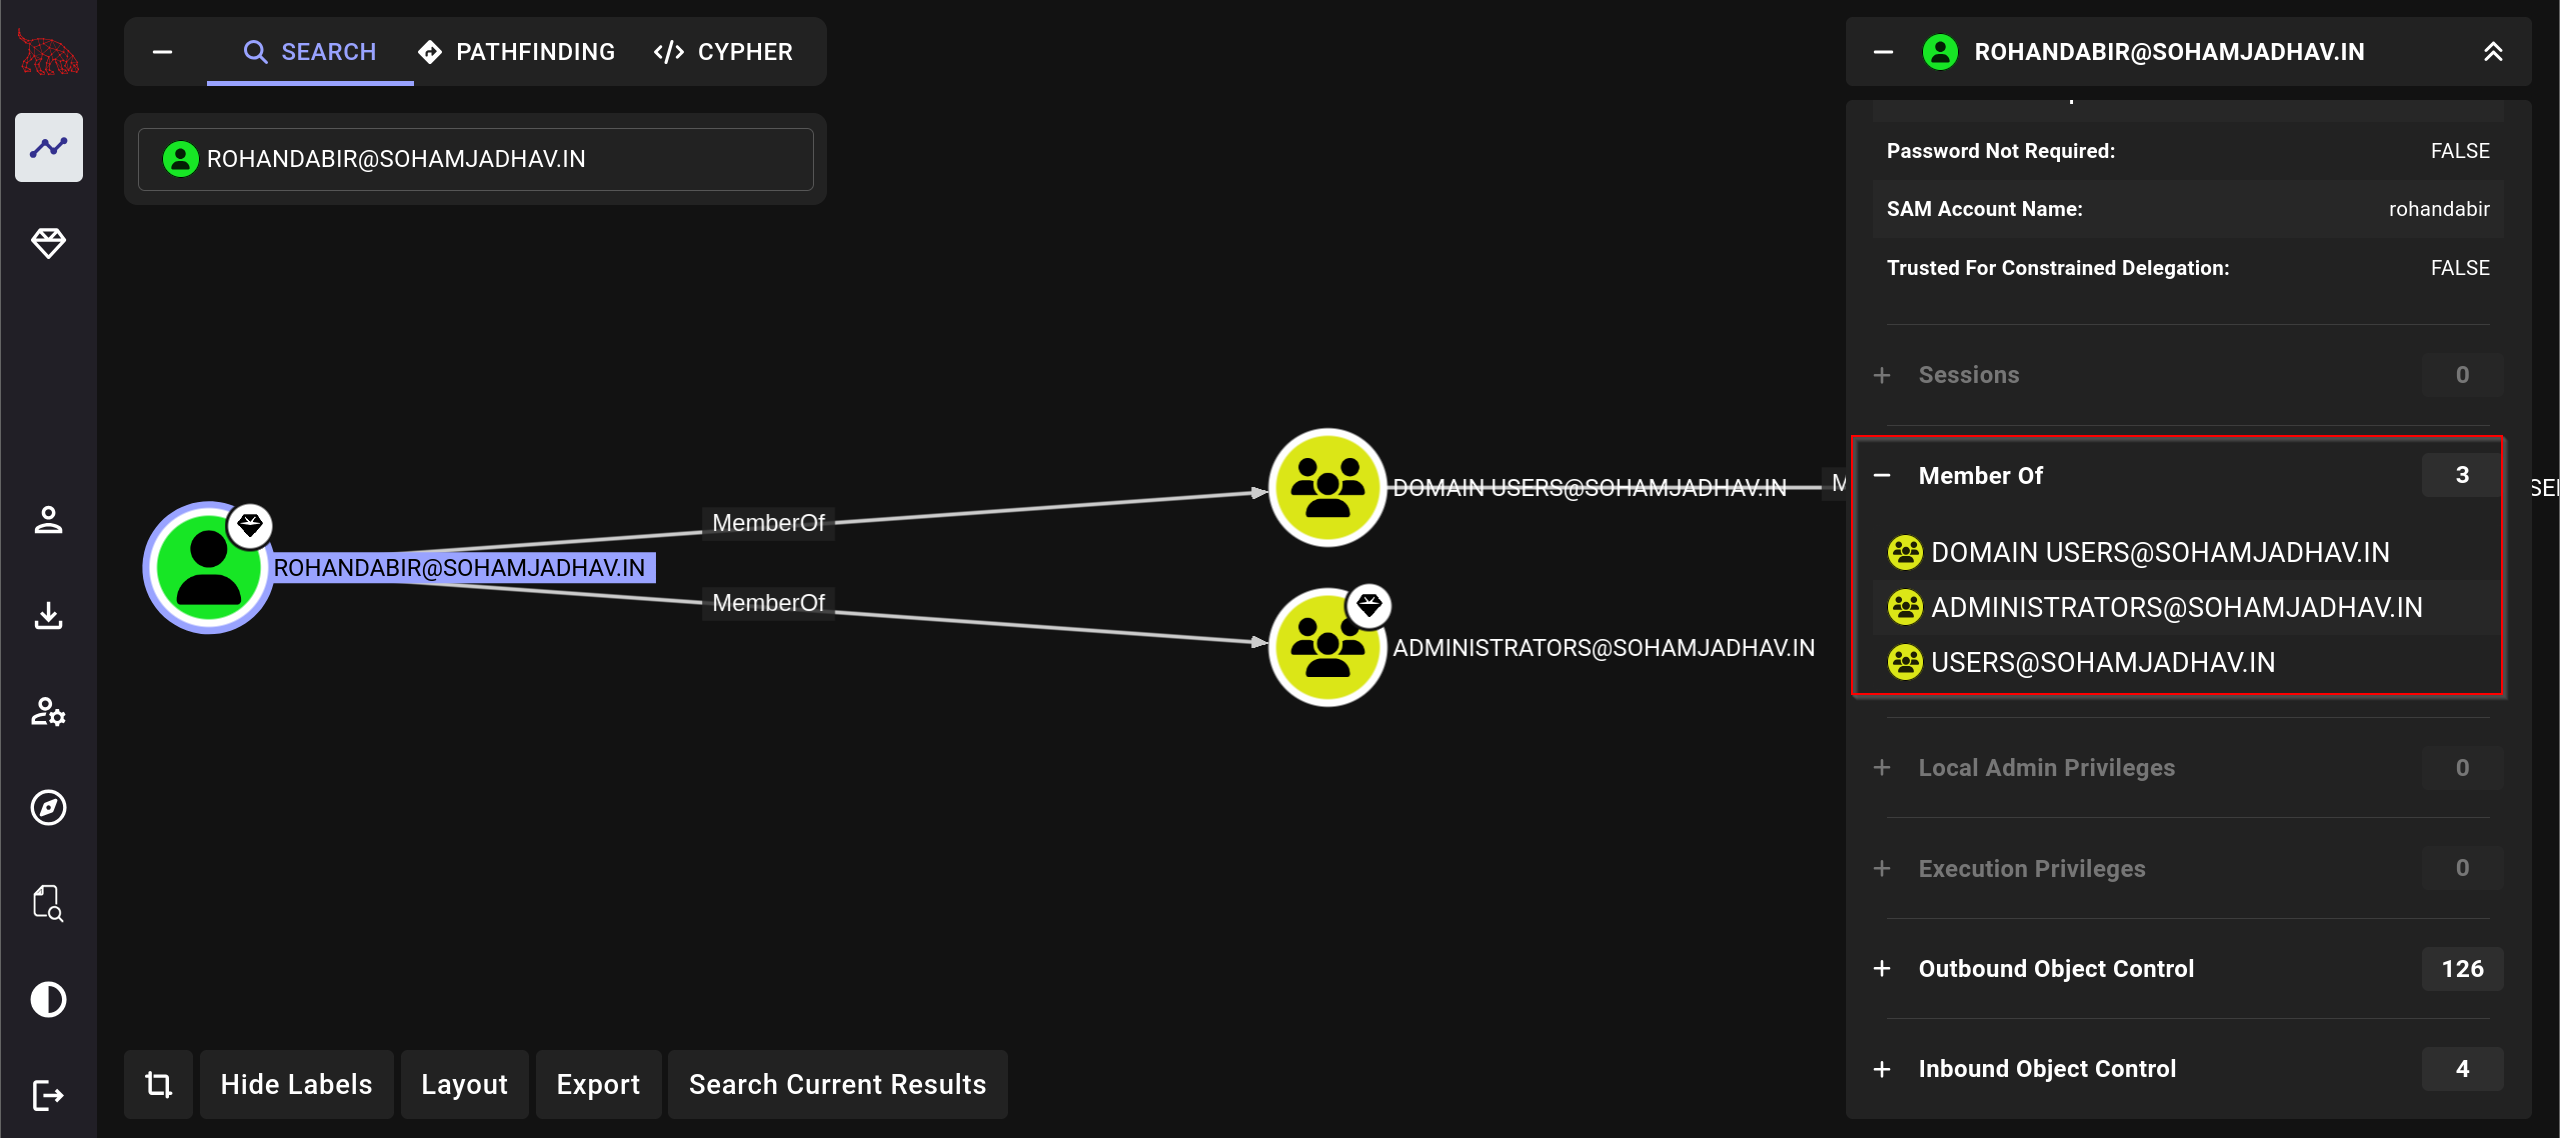 SEARCH PATHFINDING CYPHER
ROHANDABIR@SOHAMJADHAV.IN
ROHANDABIR@SOHAMJADHAV.IN
MemberOf
MemberOf
DOMAIN USERS@SOHAMJADHAV.IN
ADMINISTRATORS@SOHAMJADHAV.IN
Hide Labels Layout Export Search Current Results
ROHANDABIR@SOHAMJADHAV.IN
Password Not Required: FALSE
SAM Account Name: rohandabir
Trusted For Constrained Delegation: FALSE
Sessions 0
Member Of 3
DOMAIN USERS@SOHAMJADHAV.IN
ADMINISTRATORS@SOHAMJADHAV.IN
USERS@SOHAMJADHAV.IN
Local Admin Privileges 0
Execution Privileges 0
Outbound Object Control 126
Inbound Object Control 4